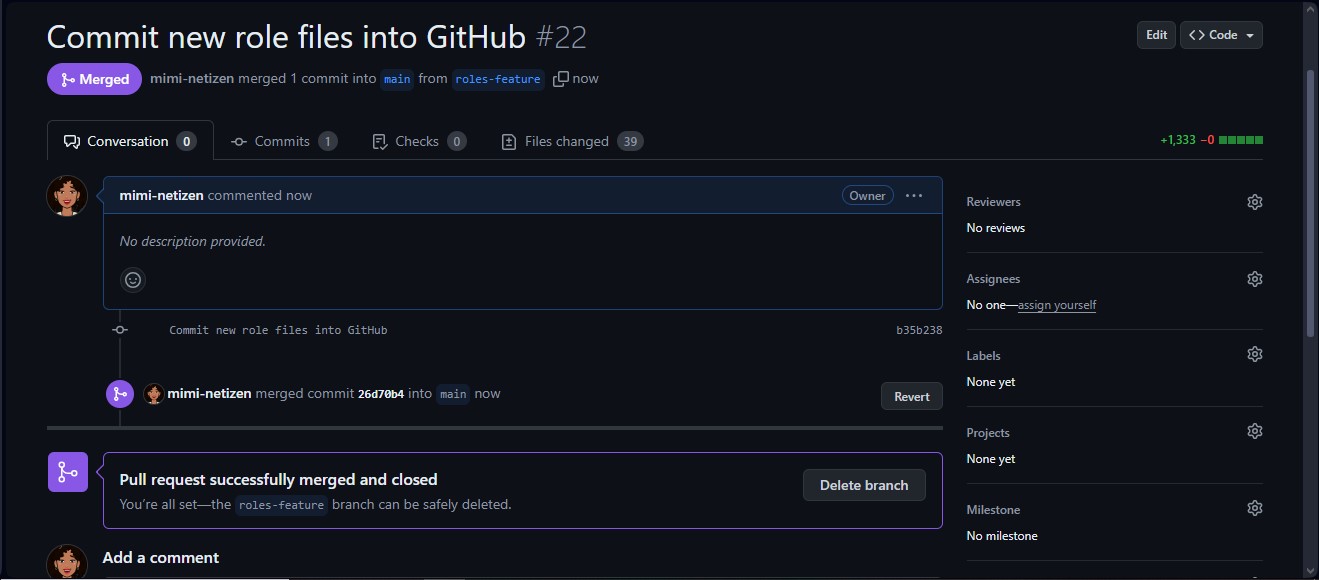 Commit new role files into GitHub #22
Edit
<> Code
Merged
mimi-netizen merged 1 commit into main from roles-feature now
Conversation 0
Commits 1
Checks 0
Files changed 39
+1,333 −0
mimi-netizen commented now
Owner
No description provided.
Commit new role files into GitHub
b35b238
mimi-netizen merged commit 26d70b4 into main now
Revert
Pull request successfully merged and closed
You're all set—the roles-feature branch can be safely deleted.
Delete branch
Add a comment
Reviewers
No reviews
Assignees
No one—assign yourself
Labels
None yet
Projects
None yet
Milestone
No milestone